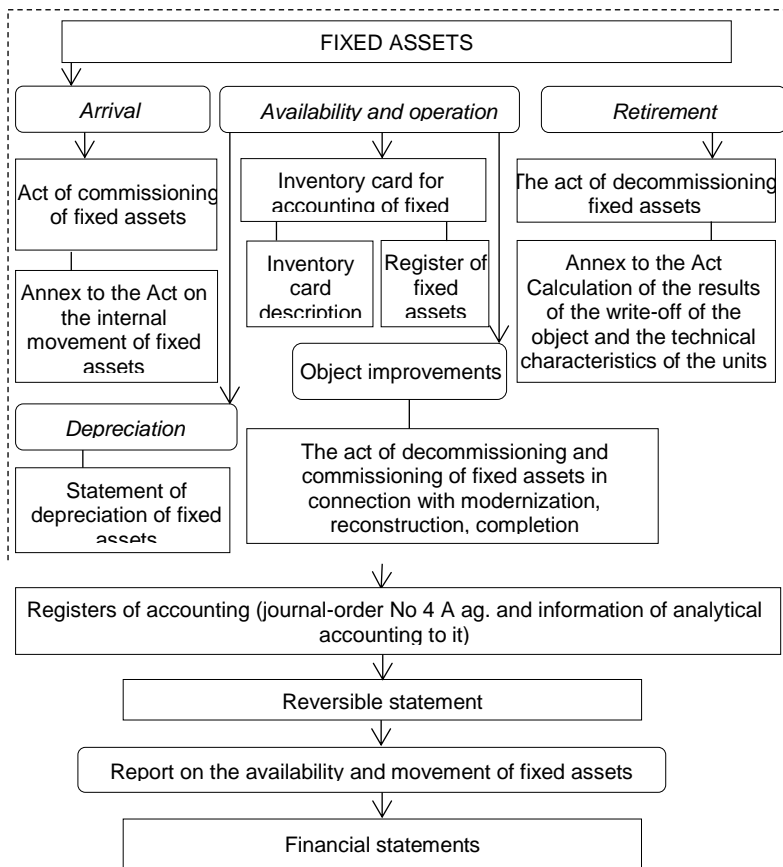 FIXED ASSETS
Arrival
Availability and operation
Retirement
Act of commissioning
of fixed assets
Inventory card for
accounting of fixed
The act of decommissioning
fixed assets
Annex to the Act on
the internal
movement of fixed
assets
Inventory
card
description
Register of
fixed
assets
Annex to the Act
Calculation of the results
of the write-off of the
object and the technical
characteristics of the units
Object improvements
Depreciation
Statement of
depreciation of fixed
assets
The act of decommissioning and
commissioning of fixed assets in
connection with modernization,
reconstruction, completion
Registers of accounting (journal-order No 4 A ag. and information of analytical
accounting to it)
Reversible statement
Report on the availability and movement of fixed assets
Financial statements